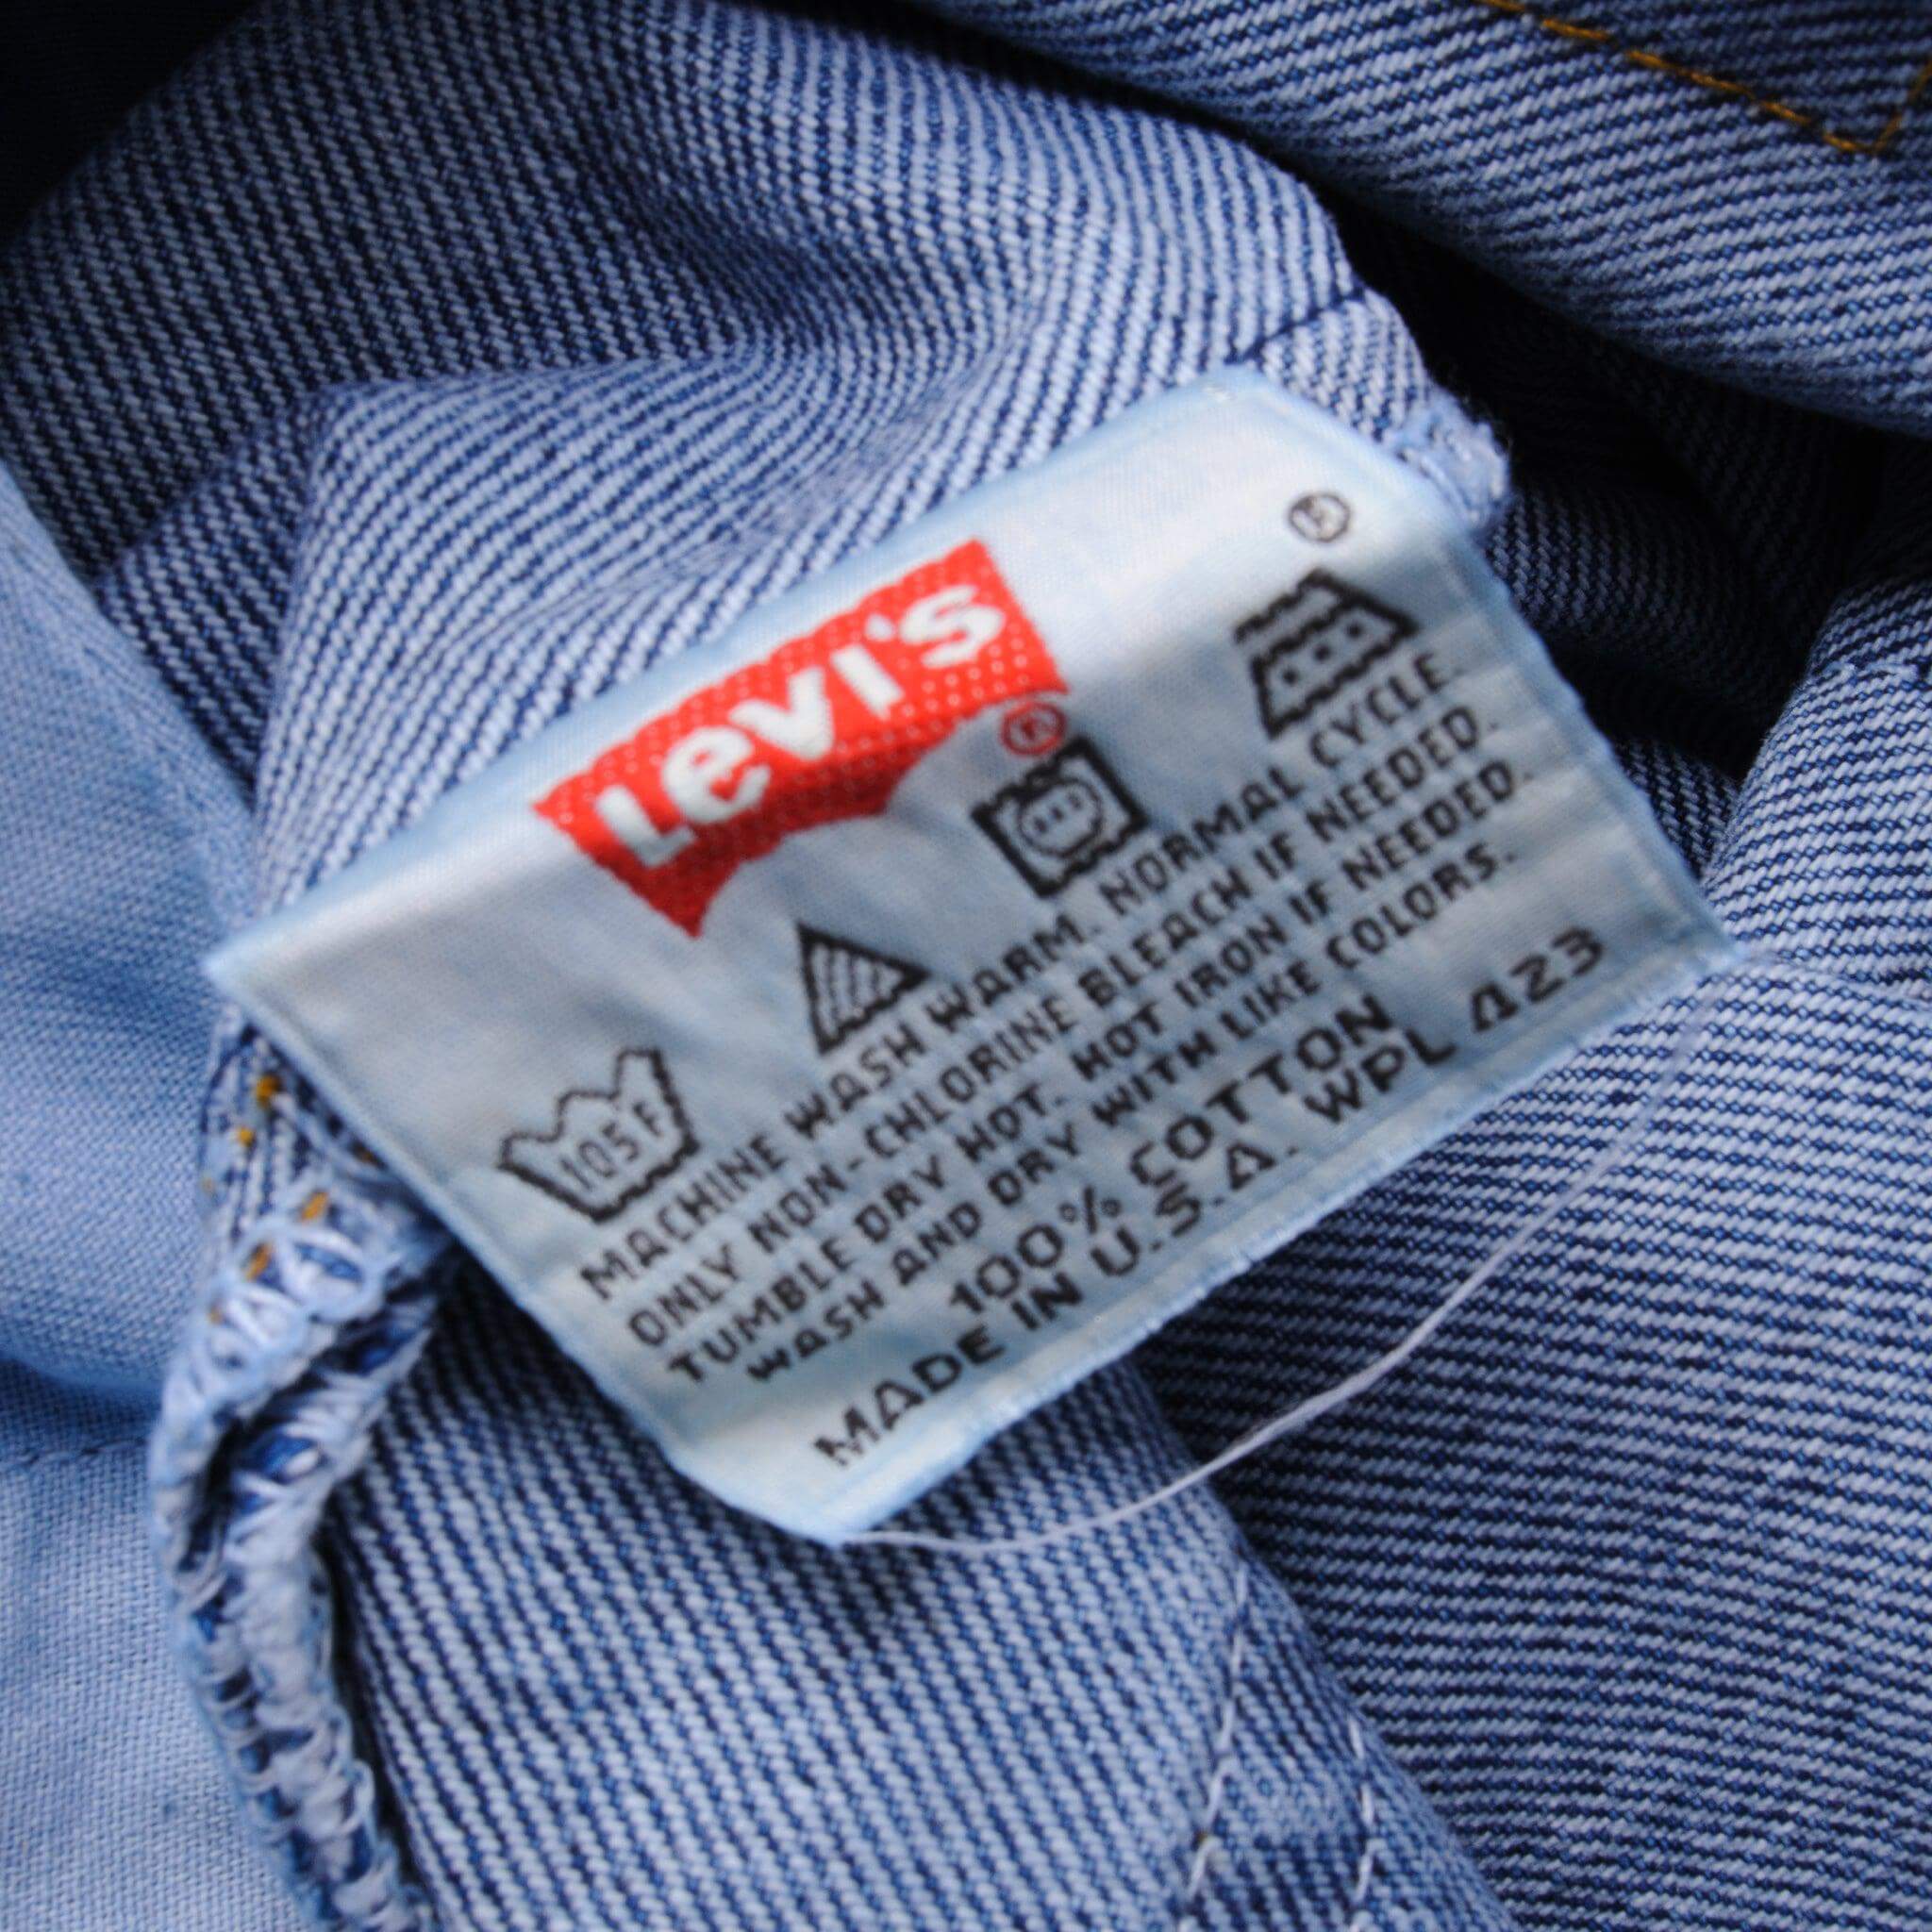 Levi's
®
®
105F
MACHINE WASH WARM. NORMAL CYCLE.
ONLY NON-CHLORINE BLEACH IF NEEDED.
TUMBLE DRY HOT. HOT IRON IF NEEDED.
WASH AND DRY WITH LIKE COLORS.
100% COTTON
MADE IN U.S.A. WPL 423